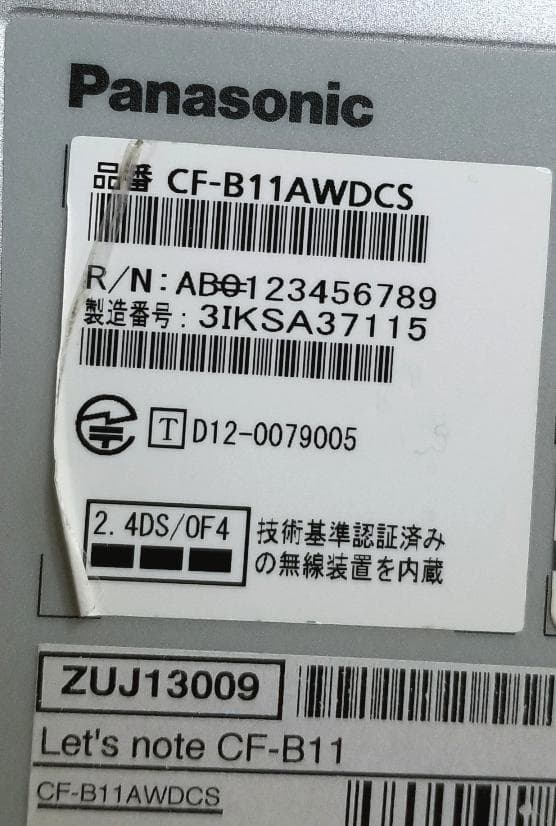 Panasonic
品番 CF-B11AWDCS
R/N: AB0123456789
製造番号: 3IKSA37115
T D12-0079005
2.4DS/OF4
技術基準認証済み
の無線装置を内蔵
ZUJ13009
Let's note CF-B11
CF-B11AWDCS